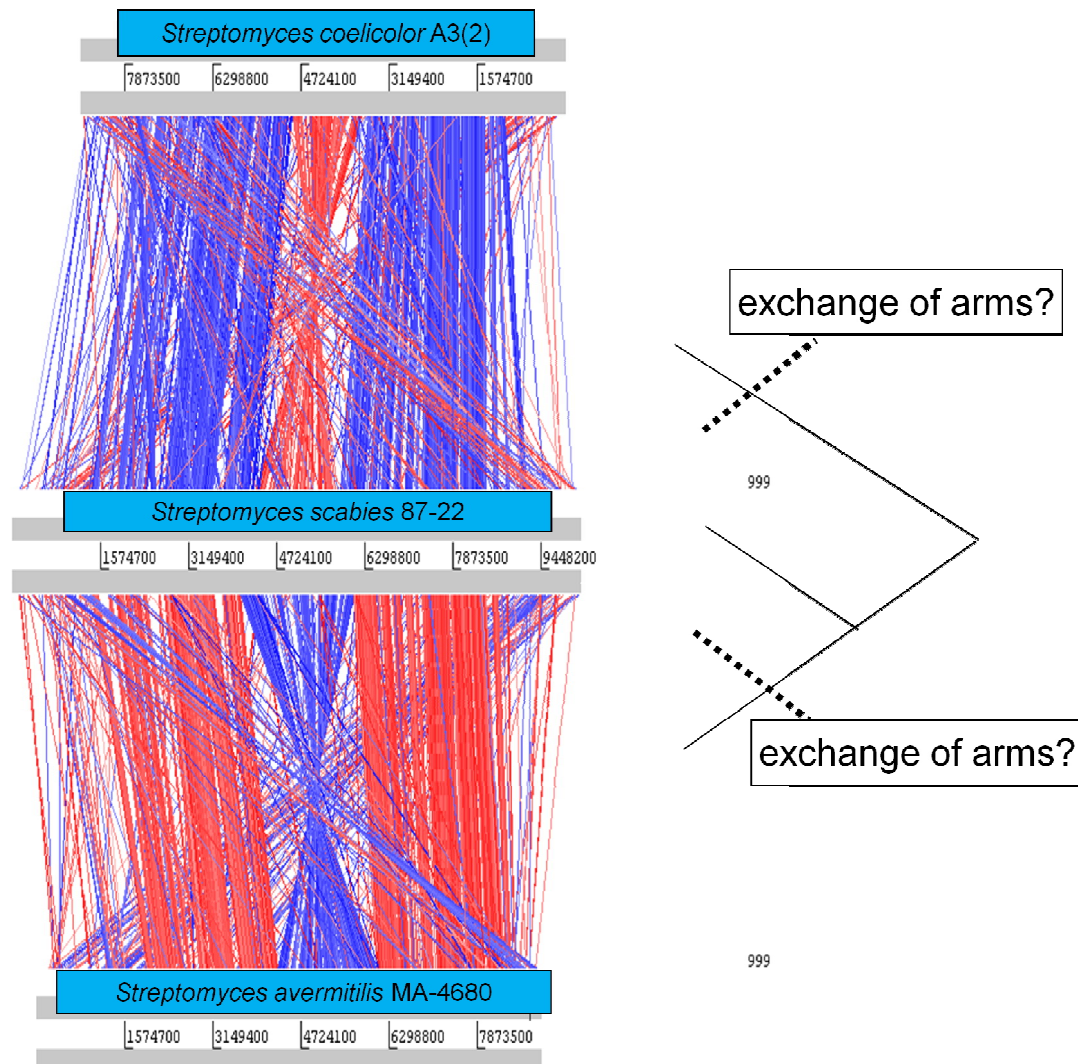 Streptomyces coelicolor A3(2)
7873500 6298800 4724100 3149400 1574700
exchange of arms?
999
Streptomyces scabies 87-22
1574700 3149400 4724100 6298800 7873500 9448200
exchange of arms?
999
Streptomyces avermitilis MA-4680
1574700 3149400 4724100 6298800 7873500